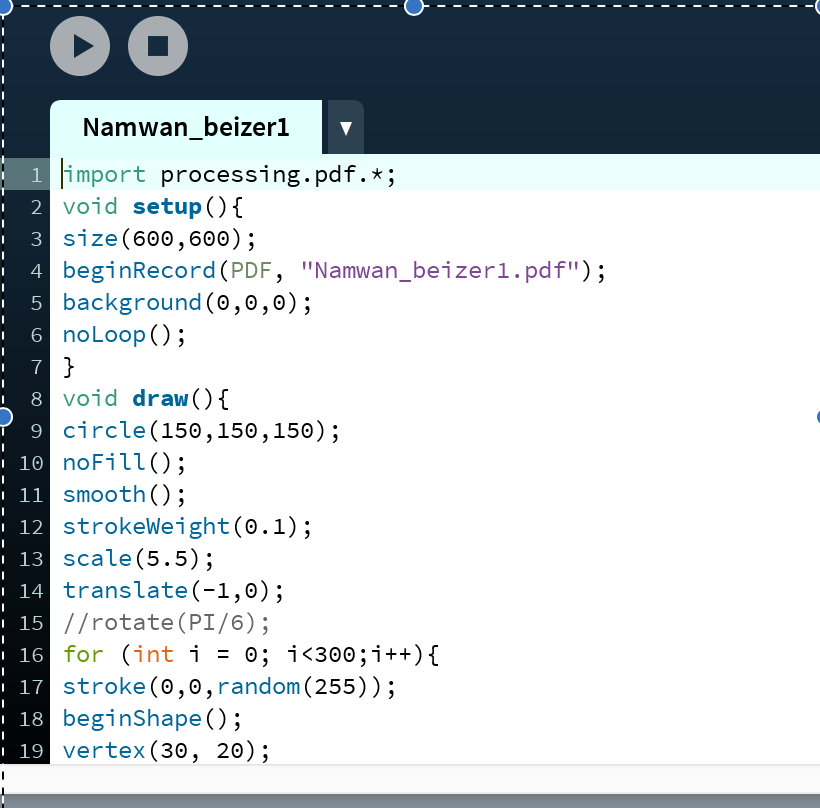 Namwan_beizer1 ▼
1 import processing.pdf.*;
2 void setup(){
3 size(600,600);
4 beginRecord(PDF, "Namwan_beizer1.pdf");
5 background(0,0,0);
6 noLoop();
7 }
8 void draw(){
9 circle(150,150,150);
10 noFill();
11 smooth();
12 strokeWeight(0.1);
13 scale(5.5);
14 translate(-1,0);
15 //rotate(PI/6);
16 for (int i = 0; i<300;i++){
17 stroke(0,0,random(255));
18 beginShape();
19 vertex(30, 20);